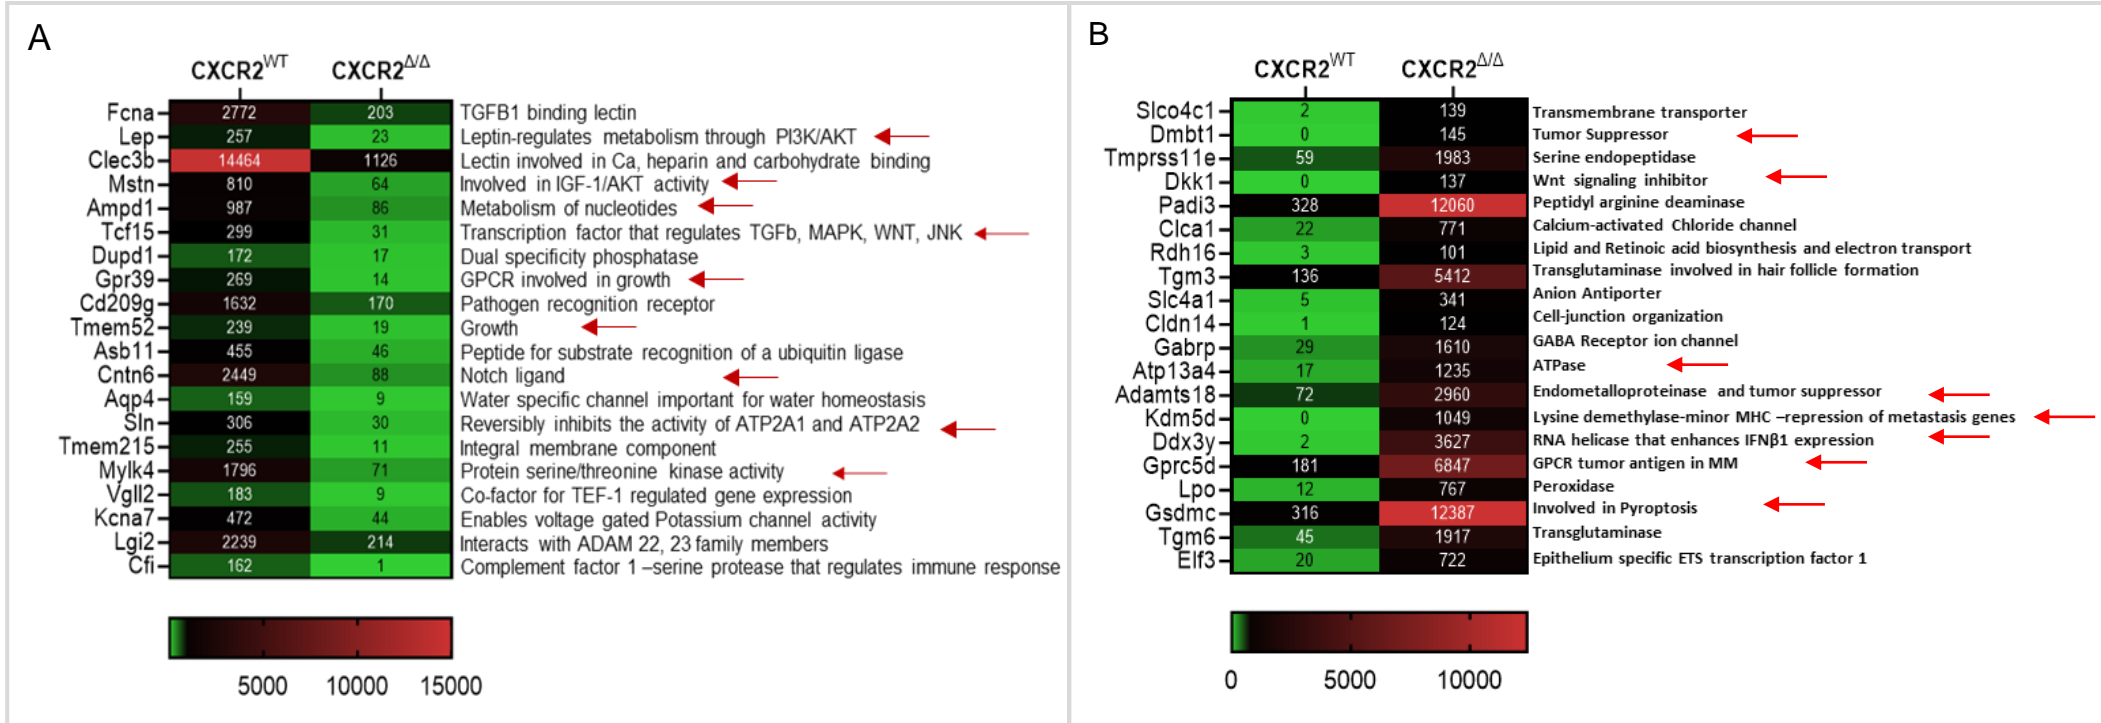 A
CXCR2WT CXCR2Δ/Δ
Fcna 2772 203 TGFB1 binding lectin
Lep 257 23 Leptin-regulates metabolism through PI3K/AKT
Clec3b 14464 1126 Lectin involved in Ca, heparin and carbohydrate binding
Mstn 810 64 Involved in IGF-1/AKT activity
Ampd1 987 86 Metabolism of nucleotides
Tcf15 299 31 Transcription factor that regulates TGFb, MAPK, WNT, JNK
Dupd1 172 17 Dual specificity phosphatase
Gpr39 269 14 GPCR involved in growth
Cd209g 1632 170 Pathogen recognition receptor
Tmem52 239 19 Growth
Asb11 455 46 Peptide for substrate recognition of a ubiquitin ligase
Cntn6 2449 88 Notch ligand
Aqp4 159 9 Water specific channel important for water homeostasis
Sln 306 30 Reversibly inhibits the activity of ATP2A1 and ATP2A2
Tmem215 255 11 Integral membrane component
Mylk4 1796 71 Protein serine/threonine kinase activity
Vgll2 183 9 Co-factor for TEF-1 regulated gene expression
Kcna7 472 44 Enables voltage gated Potassium channel activity
Lgi2 2239 214 Interacts with ADAM 22, 23 family members
Cfi 162 1 Complement factor 1 –serine protease that regulates immune response
5000 10000 15000
B
CXCR2WT CXCR2Δ/Δ
Slco4c1 2 139 Transmembrane transporter
Dmbt1 0 145 Tumor Suppressor
Tmprss11e 59 1983 Serine endopeptidase
Dkk1 0 137 Wnt signaling inhibitor
Padi3 328 12060 Peptidyl arginine deaminase
Clca1 22 771 Calcium-activated Chloride channel
Rdh16 3 101 Lipid and Retinoic acid biosynthesis and electron transport
Tgm3 136 5412 Transglutaminase involved in hair follicle formation
Slc4a1 5 341 Anion Antiporter
Cldn14 1 124 Cell-junction organization
Gabrp 29 1610 GABA Receptor ion channel
Atp13a4 17 1235 ATPase
Adamts18 72 2960 Endometalloproteinase and tumor suppressor
Kdm5d 0 1049 Lysine demethylase-minor MHC –repression of metastasis genes
Ddx3y 2 3627 RNA helicase that enhances IFNβ1 expression
Gprc5d 181 6847 GPCR tumor antigen in MM
Lpo 12 767 Peroxidase
Gsdmc 316 12387 Involved in Pyroptosis
Tgm6 45 1917 Transglutaminase
Elf3 20 722 Epithelium specific ETS transcription factor 1
0 5000 10000